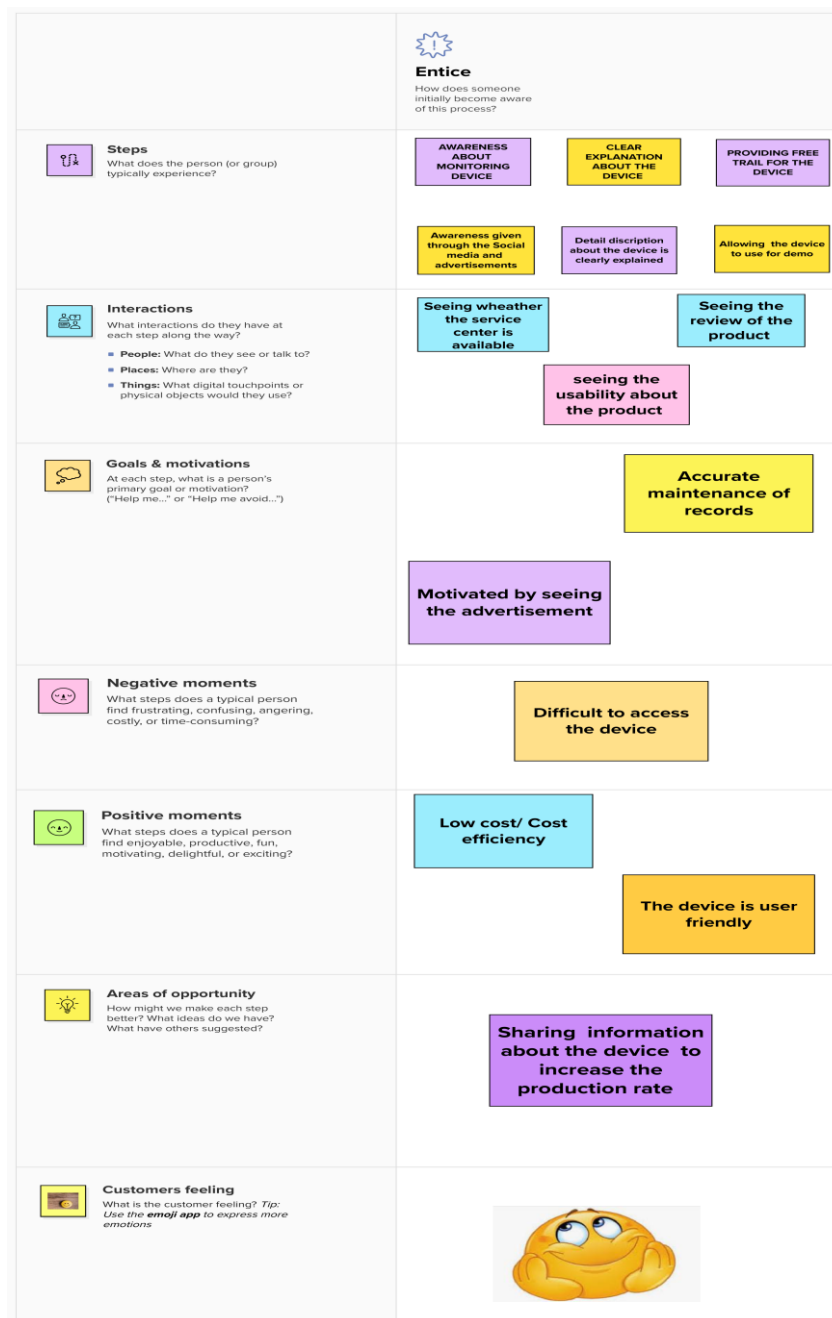 Entice
How does someone
initially become aware
of this process?
Steps
What does the person (or group)
typically experience?
AWARENESS
ABOUT
MONITORING
DEVICE
CLEAR
EXPLANATION
ABOUT THE
DEVICE
PROVIDING FREE
TRAIL FOR THE
DEVICE
Awareness given
through the Social
media and
advertisements
Detail discription
about the device is
clearly explained
Allowing the device
to use for demo
Interactions
What interactions do they have at
each step along the way?
People: What do they see or talk to?
Places: Where are they?
Things: What digital touchpoints or
physical objects would they use?
Seeing wheather
the service
center is
available
Seeing the
review of the
product
seeing the
usability about
the product
Goals & motivations
At each step, what is a person's
primary goal or motivation?
("Help me..." or "Help me avoid...")
Accurate
maintenance of
records
Motivated by seeing
the advertisement
Negative moments
What steps does a typical person
find frustrating, confusing, angering,
costly, or time-consuming?
Difficult to access
the device
Positive moments
What steps does a typical person
find enjoyable, productive, fun,
motivating, delightful, or exciting?
Low cost/ Cost
efficiency
The device is user
friendly
Areas of opportunity
How might we make each step
better? What ideas do we have?
What have others suggested?
Sharing information
about the device to
increase the
production rate
Customers feeling
What is the customer feeling? Tip:
Use the emoji app to express more
emotions